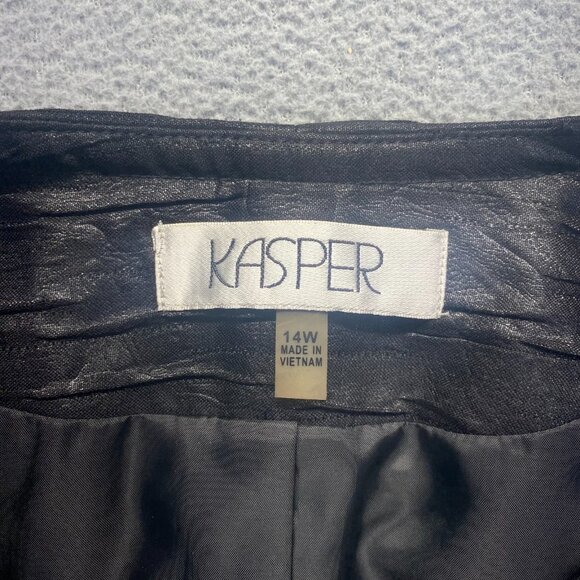 KASPER
14W
MADE IN
VIETNAM